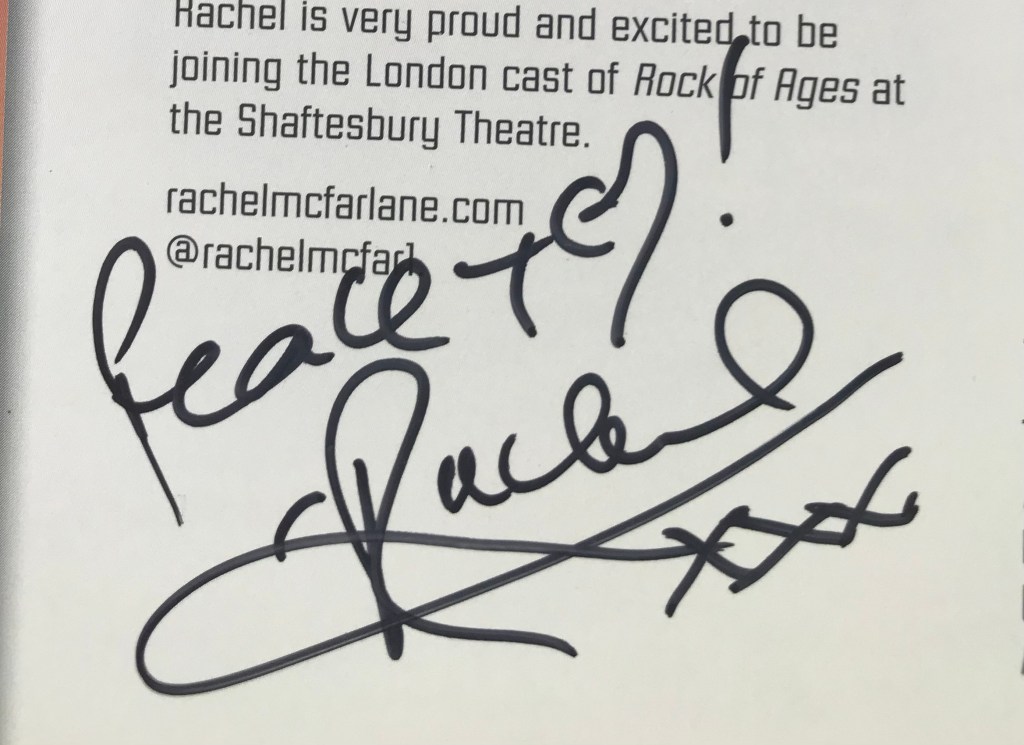 Rachel is very proud and excited to be
joining the London cast of Rock of Ages at
the Shaftesbury Theatre.
rachelmcfarlane.com
@rachelmcfarl
Peace + ♡!
Rachel
xxx